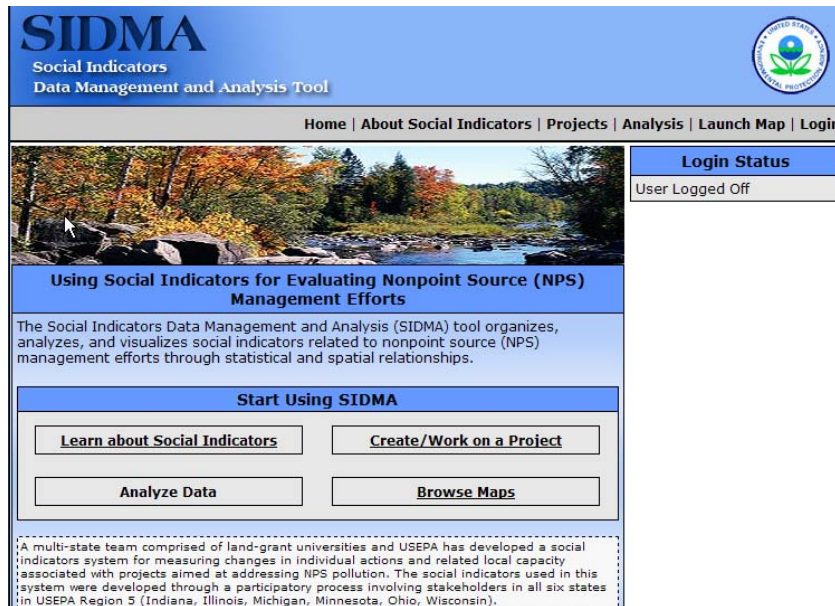 SIDMA
Social Indicators
Data Management and Analysis Tool
UNITED STATES
ENVIRONMENTAL PROTECTION AGENCY
Home | About Social Indicators | Projects | Analysis | Launch Map | Login
Login Status
User Logged Off
Using Social Indicators for Evaluating Nonpoint Source (NPS)
Management Efforts
The Social Indicators Data Management and Analysis (SIDMA) tool organizes,
analyzes, and visualizes social indicators related to nonpoint source (NPS)
management efforts through statistical and spatial relationships.
Start Using SIDMA
Learn about Social Indicators
Create/Work on a Project
Analyze Data
Browse Maps
A multi-state team comprised of land-grant universities and USEPA has developed a social
indicators system for measuring changes in individual actions and related local capacity
associated with projects aimed at addressing NPS pollution. The social indicators used in this
system were developed through a participatory process involving stakeholders in all six states
in USEPA Region 5 (Indiana, Illinois, Michigan, Minnesota, Ohio, Wisconsin).